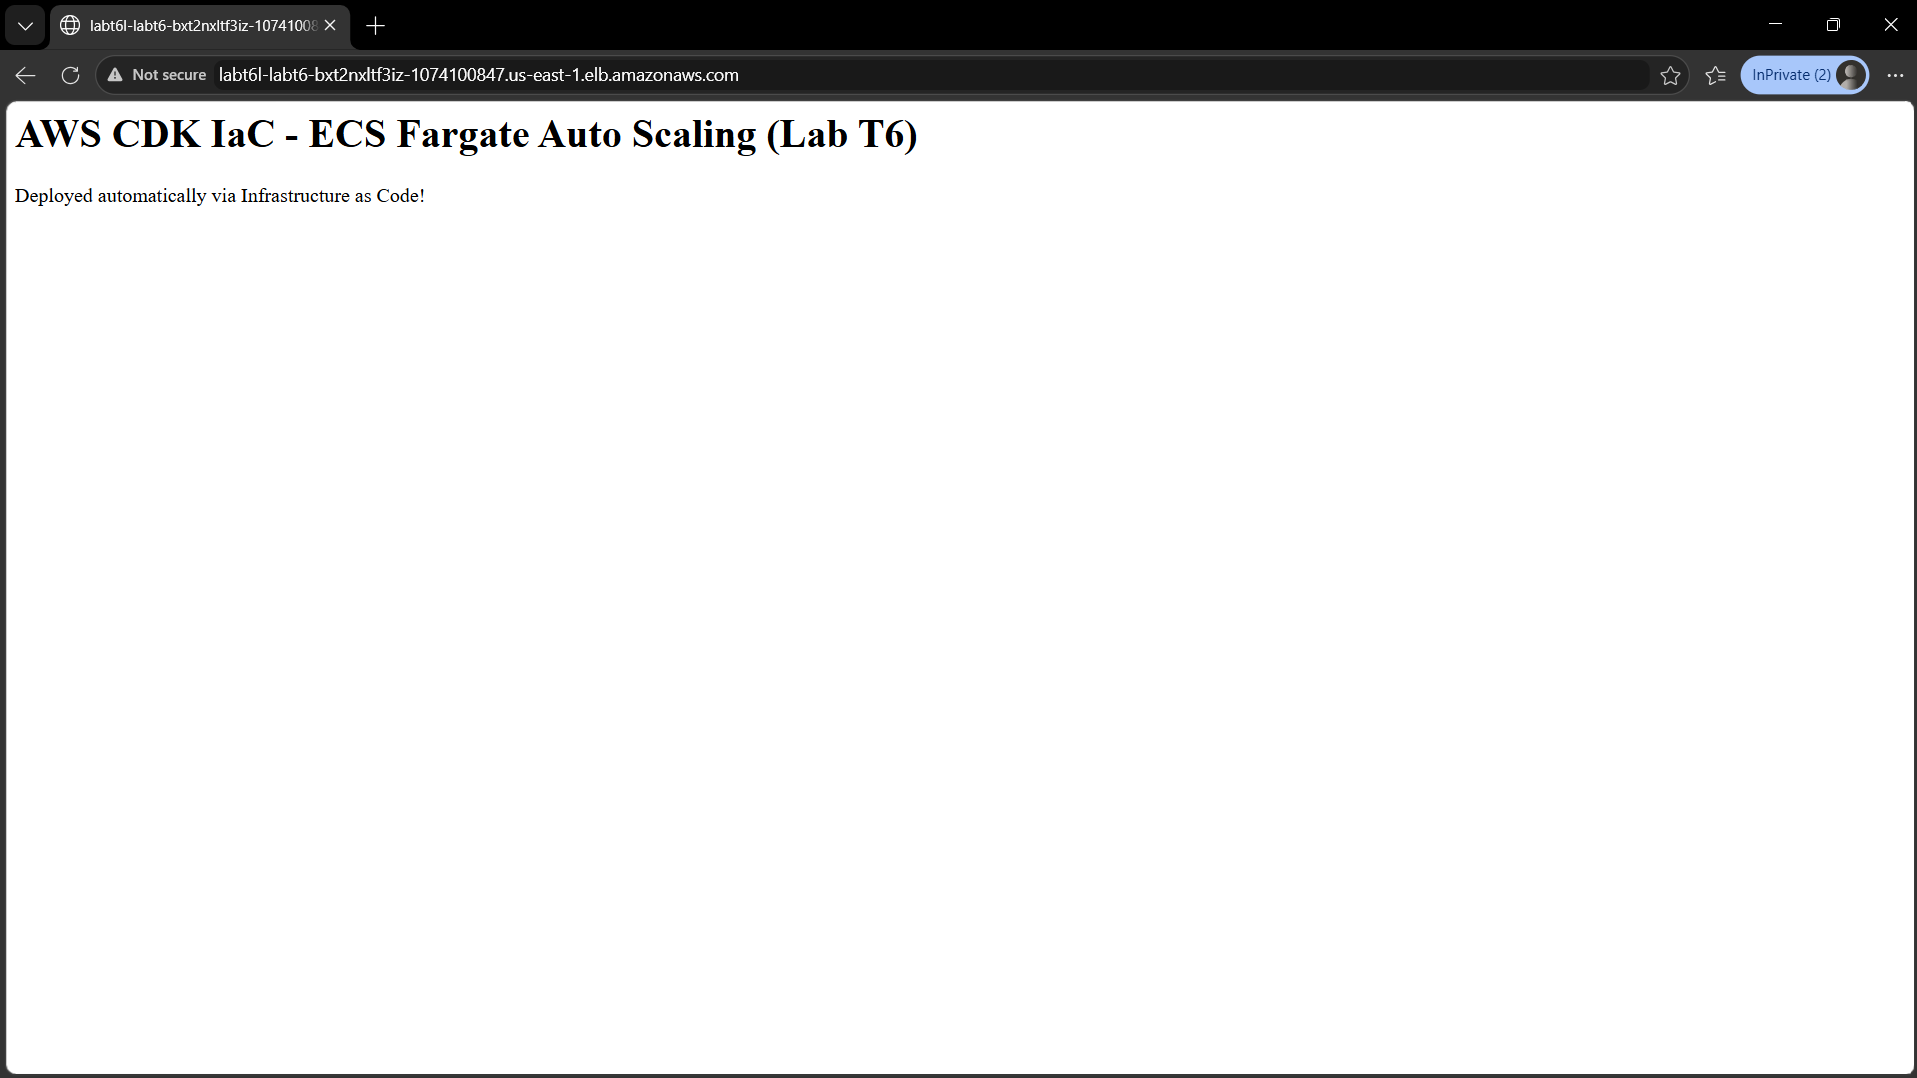 labt6l-labt6-bxt2nxltf3iz-10741008
Not secure
labt6l-labt6-bxt2nxltf3iz-1074100847.us-east-1.elb.amazonaws.com
InPrivate (2)
AWS CDK IaC - ECS Fargate Auto Scaling (Lab T6)
Deployed automatically via Infrastructure as Code!